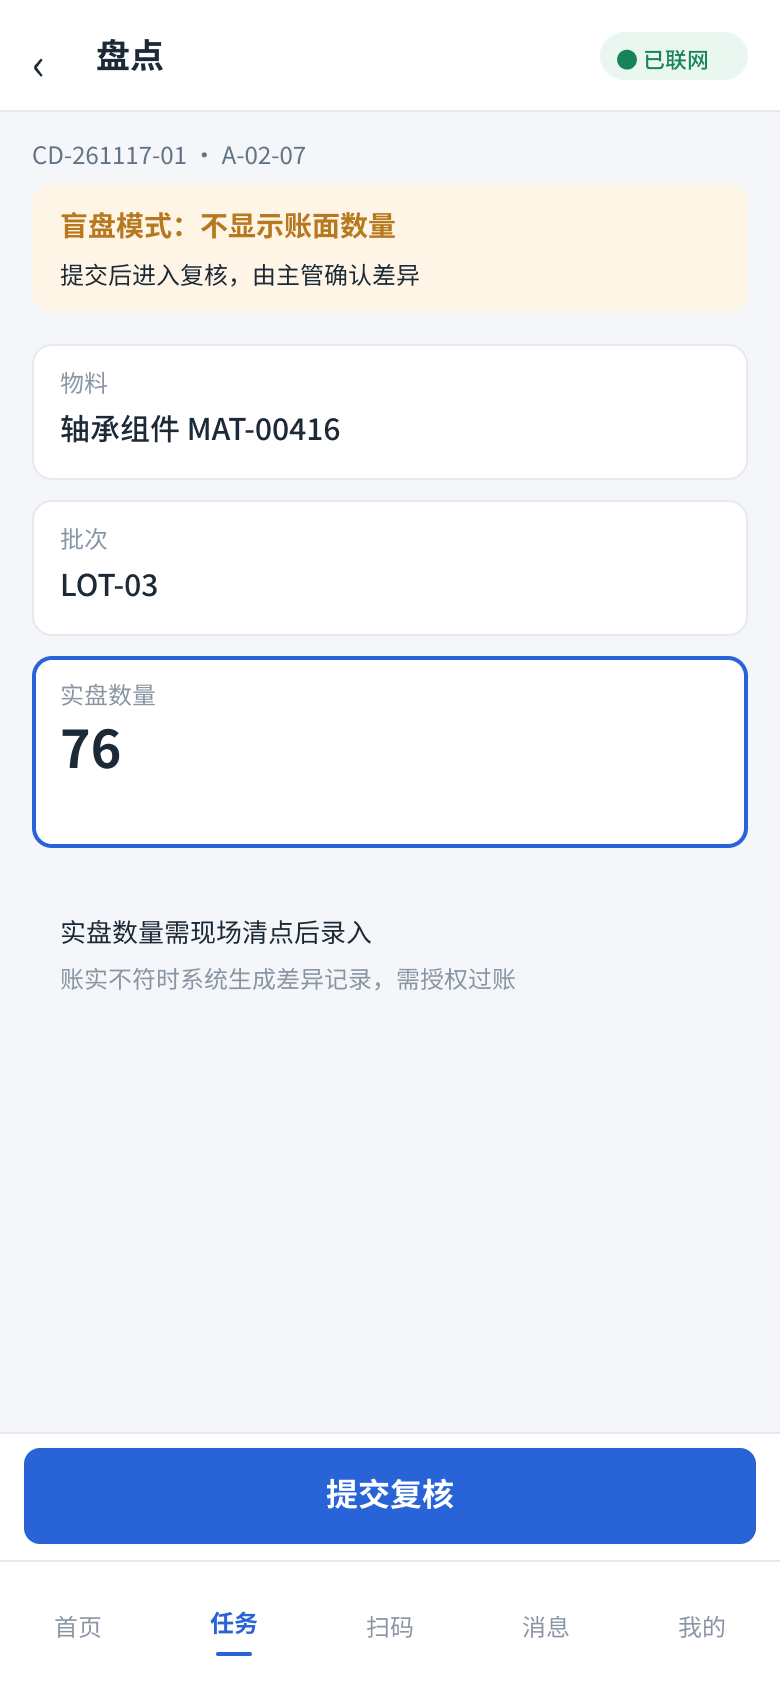 ‹ 盘点
已联网
CD-261117-01 · A-02-07
盲盘模式：不显示账面数量
提交后进入复核，由主管确认差异
物料
轴承组件 MAT-00416
批次
LOT-03
实盘数量
76
实盘数量需现场清点后录入
账实不符时系统生成差异记录，需授权过账
提交复核
首页 任务 扫码 消息 我的